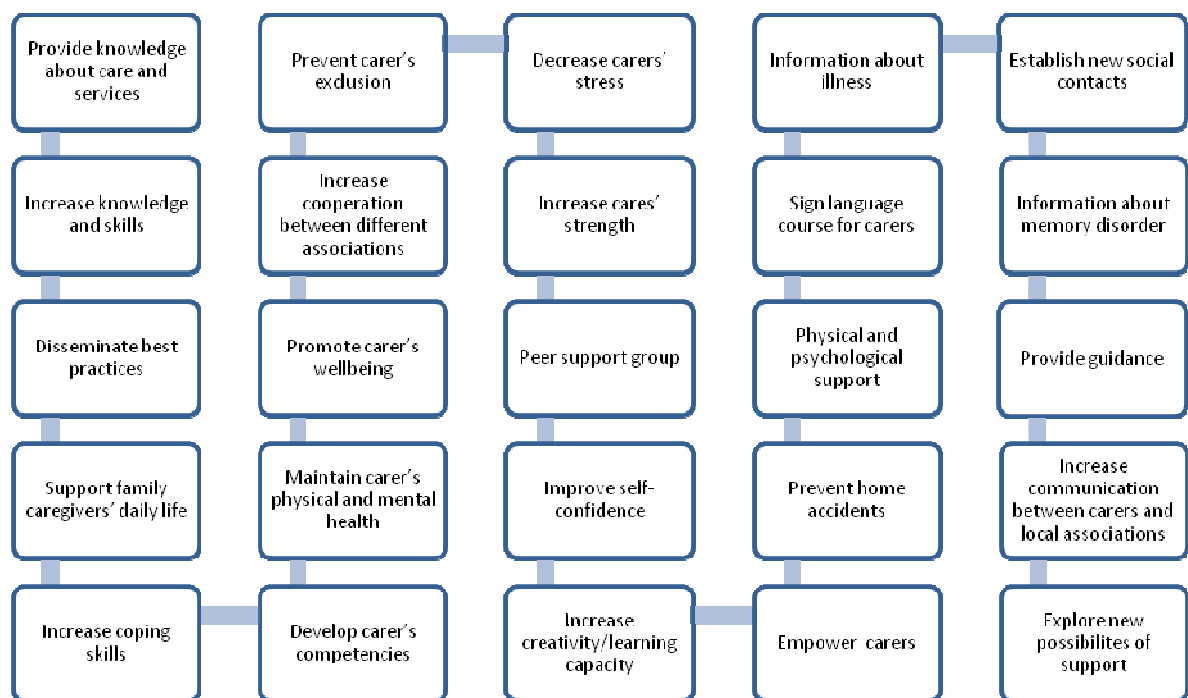 Provide knowledge
about care and
services
Increase knowledge
and skills
Disseminate best
practices
Support family
caregivers´ daily life
Increase coping
skills
Develop carer´s
competencies
Maintain carer´s
physical and mental
health
Promote carer´s
wellbeing
Increase
cooperation
between different
associations
Prevent carer´s
exclusion
Decrease carers´
stress
Increase cares´
strength
Peer support group
Improve self-
confidence
Increase
creativity/learning
capacity
Empower carers
Prevent home
accidents
Physical and
psychological
support
Sign language
course for carers
Information about
illness
Establish new social
contacts
Information about
memory disorder
Provide guidance
Increase
communication
between carers and
local associations
Explore new
possibilites of
support